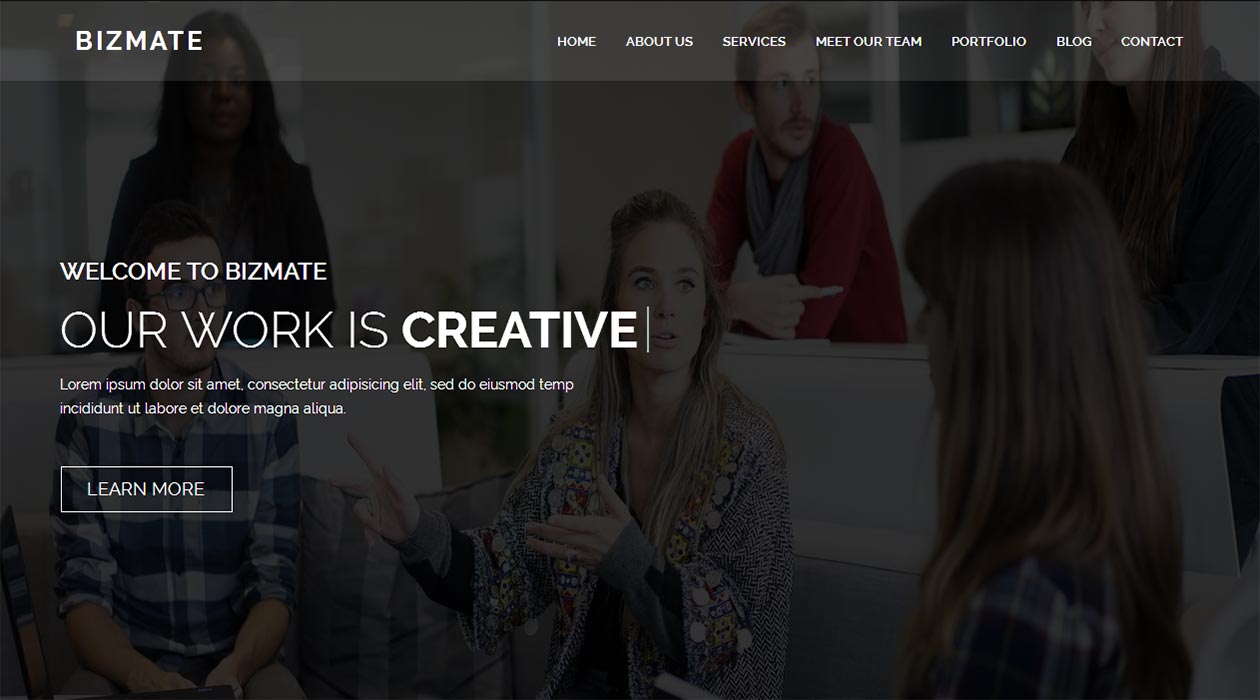 BIZMATE
HOME ABOUT US SERVICES MEET OUR TEAM PORTFOLIO BLOG CONTACT
WELCOME TO BIZMATE
OUR WORK IS CREATIVE
Lorem ipsum dolor sit amet, consectetur adipisicing elit, sed do eiusmod temp
incididunt ut labore et dolore magna aliqua.
LEARN MORE